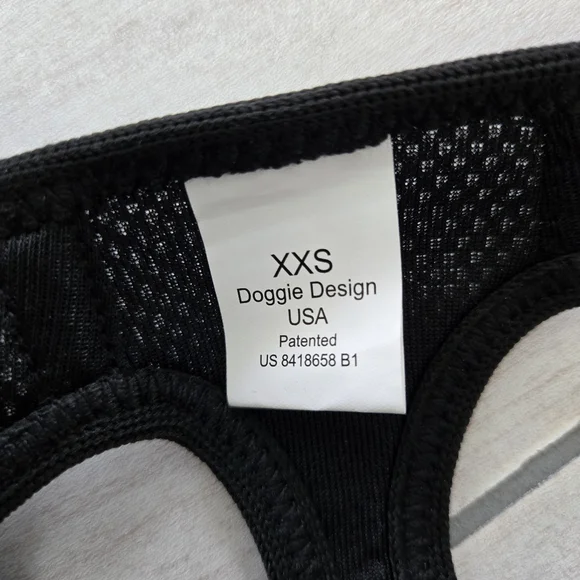 XXS
Doggie Design
USA
Patented
US 8418658 B1